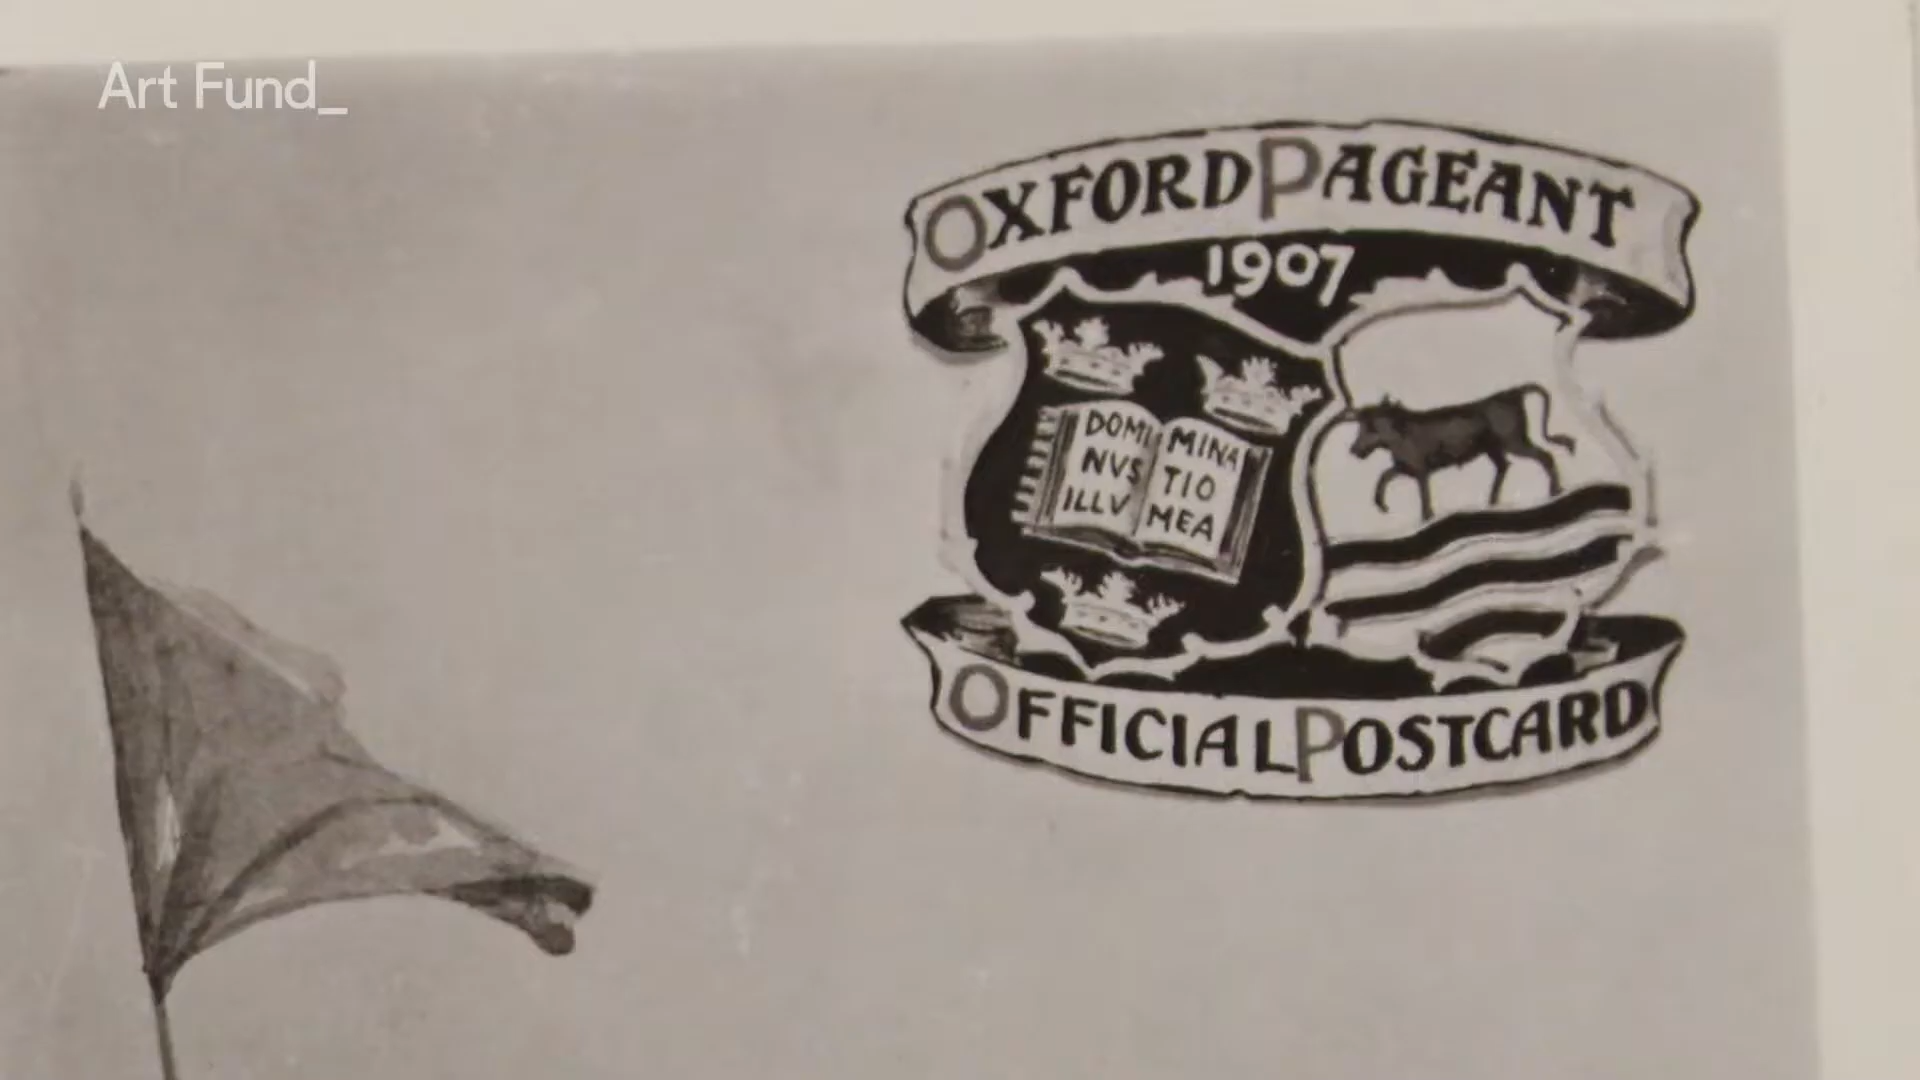 Art Fund_
OXFORD PAGEANT
1907
DOMI
NVS
ILLV
MINA
TIO
MEA
OFFICIAL POSTCARD